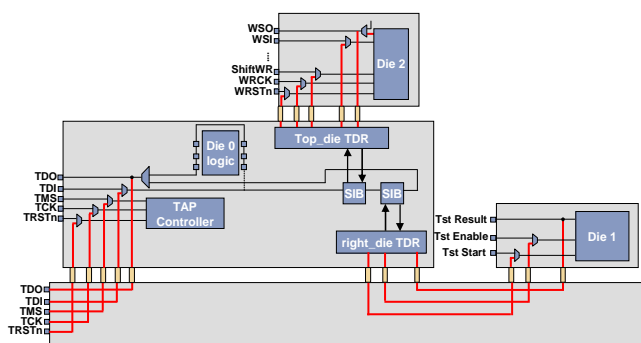 WSO
WSI
Die 2
ShiftWR
WRCK
WRSTn
Top_die TDR
Die 0
logic
TDO
TDI
TMS
TCK
TRSTn
TAP
Controller
SIB
SIB
right_die TDR
Tst Result
Tst Enable
Tst Start
Die 1
TDO
TDI
TMS
TCK
TRSTn